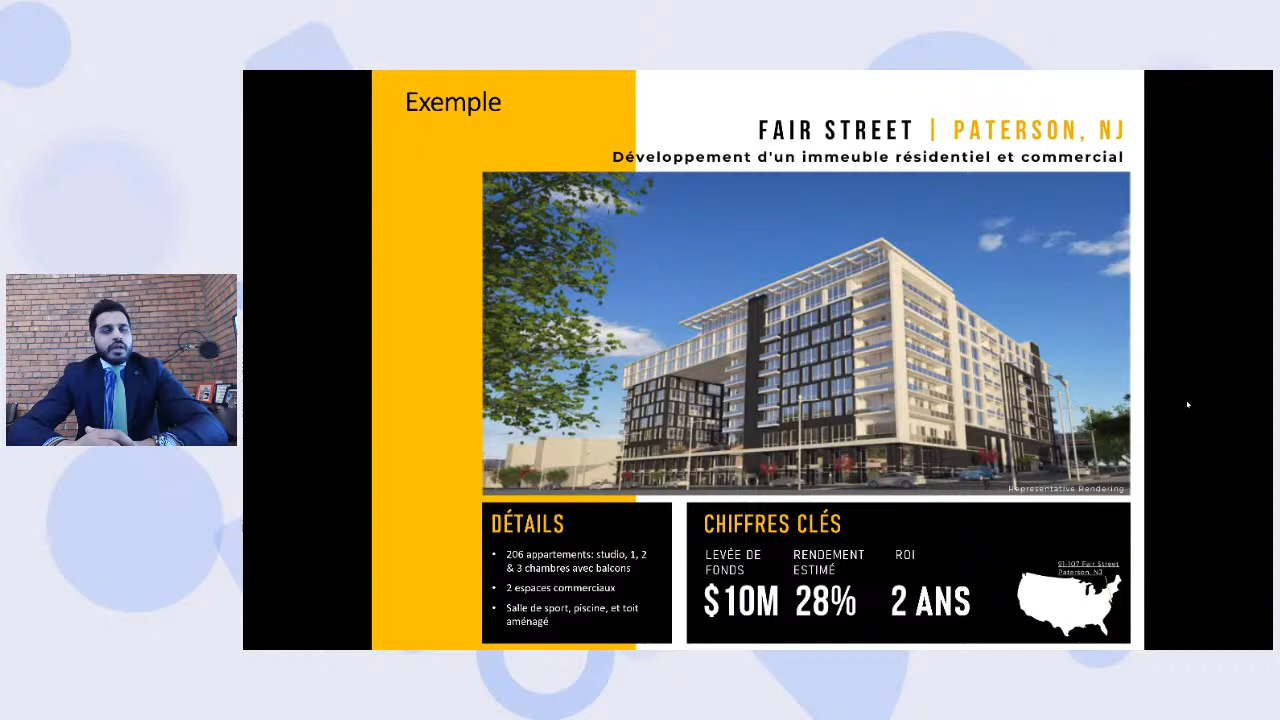 Exemple
FAIR STREET | PATERSON, NJ
Développement d'un immeuble résidentiel et commercial
Representative Rendering
DÉTAILS
• 206 appartements: studio, 1, 2
& 3 chambres avec balcons
• 2 espaces commerciaux
• Salle de sport, piscine, et toit
aménagé
CHIFFRES CLÉS
LEVÉE DE
FONDS
$10M
RENDEMENT
ESTIMÉ
28%
ROI
2 ANS
91-107 Fair Street
Paterson, NJ